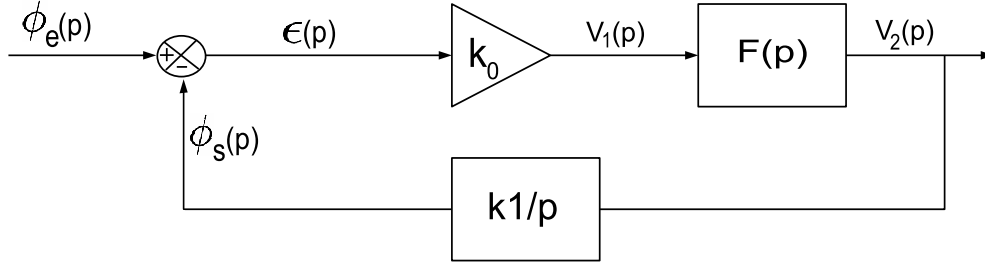 ϕe(p)
ϵ(p)
k0
V1(p)
F(p)
V2(p)
+
-
ϕs(p)
k1/p